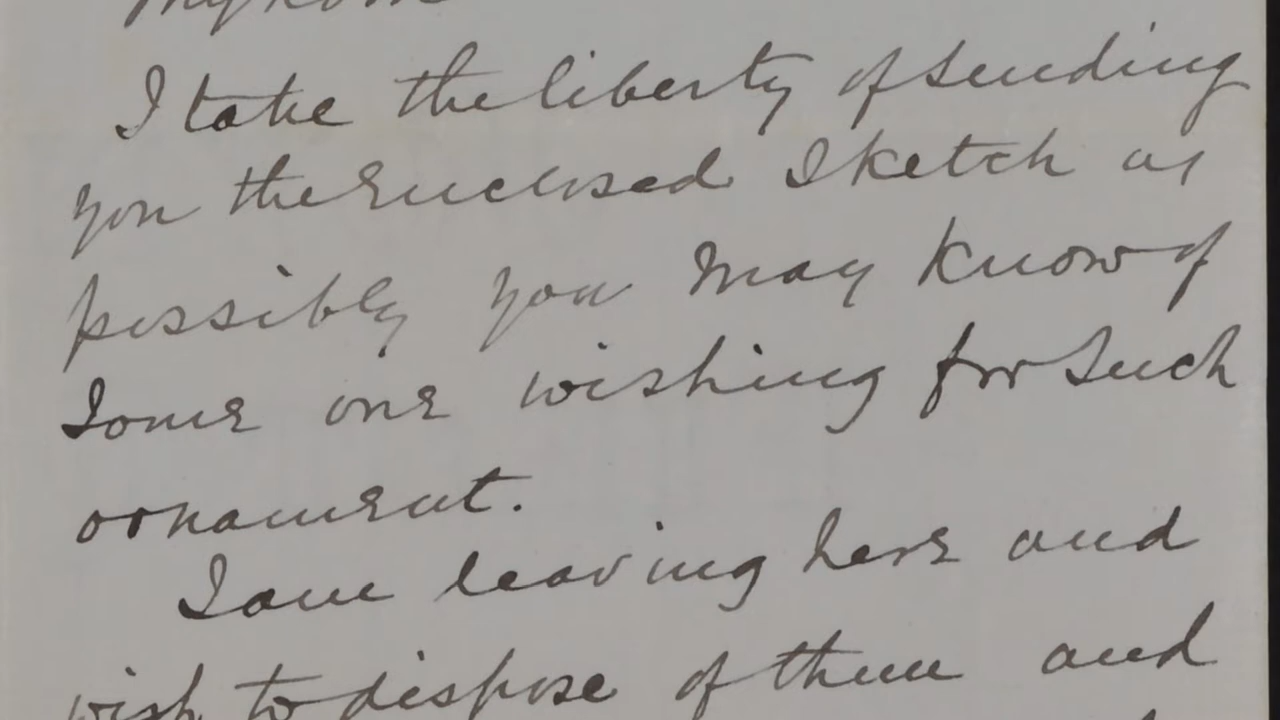 I take the liberty of sending
you the Enclosed Sketch as
possibly you May Know of
Some one wishing for Such
ornament.
I am leaving here and
wish to dispose of them and